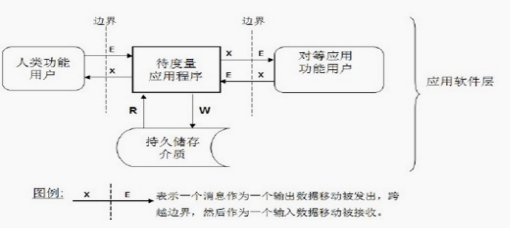 边界
边界
人类功能
用户
E
X
待度量
应用程序
X
E
E
X
对等应用
功能用户
应用软件层
R
W
持久储存
介质
图例:
X
E
表示一个消息作为一个输出数据移动被发出，跨
越边界，然后作为一个输入数据移动被接收。